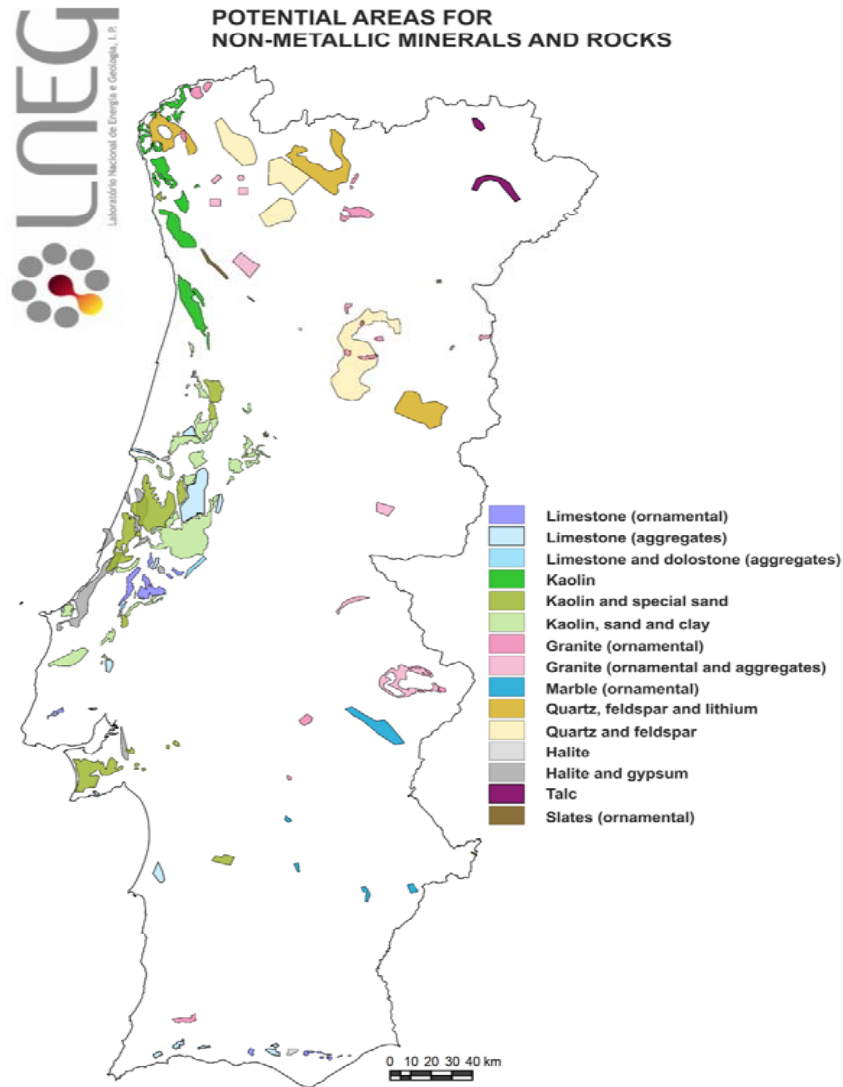 POTENTIAL AREAS FOR
NON-METALLIC MINERALS AND ROCKS
LNEG
Laboratório Nacional de Energia e Geologia, I. P.
Limestone (ornamental)
Limestone (aggregates)
Limestone and dolostone (aggregates)
Kaolin
Kaolin and special sand
Kaolin, sand and clay
Granite (ornamental)
Granite (ornamental and aggregates)
Marble (ornamental)
Quartz, feldspar and lithium
Quartz and feldspar
Halite
Halite and gypsum
Talc
Slates (ornamental)
0 10 20 30 40 km